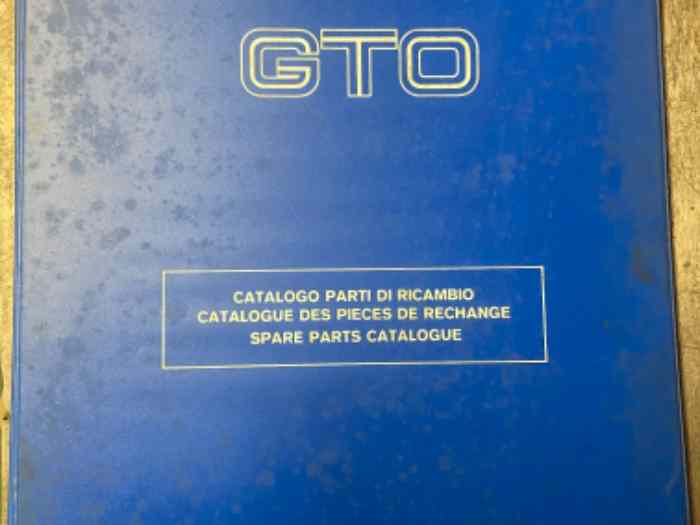 GTO
CATALOGO PARTI DI RICAMBIO
CATALOGUE DES PIECES DE RECHANGE
SPARE PARTS CATALOGUE